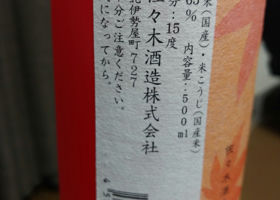 米(国産)・米こうじ(国産米)
65% 内容量:500ml
分:15度
佐々木酒造株式会社
北伊勢屋町727
分ご注意ください。
になってから。